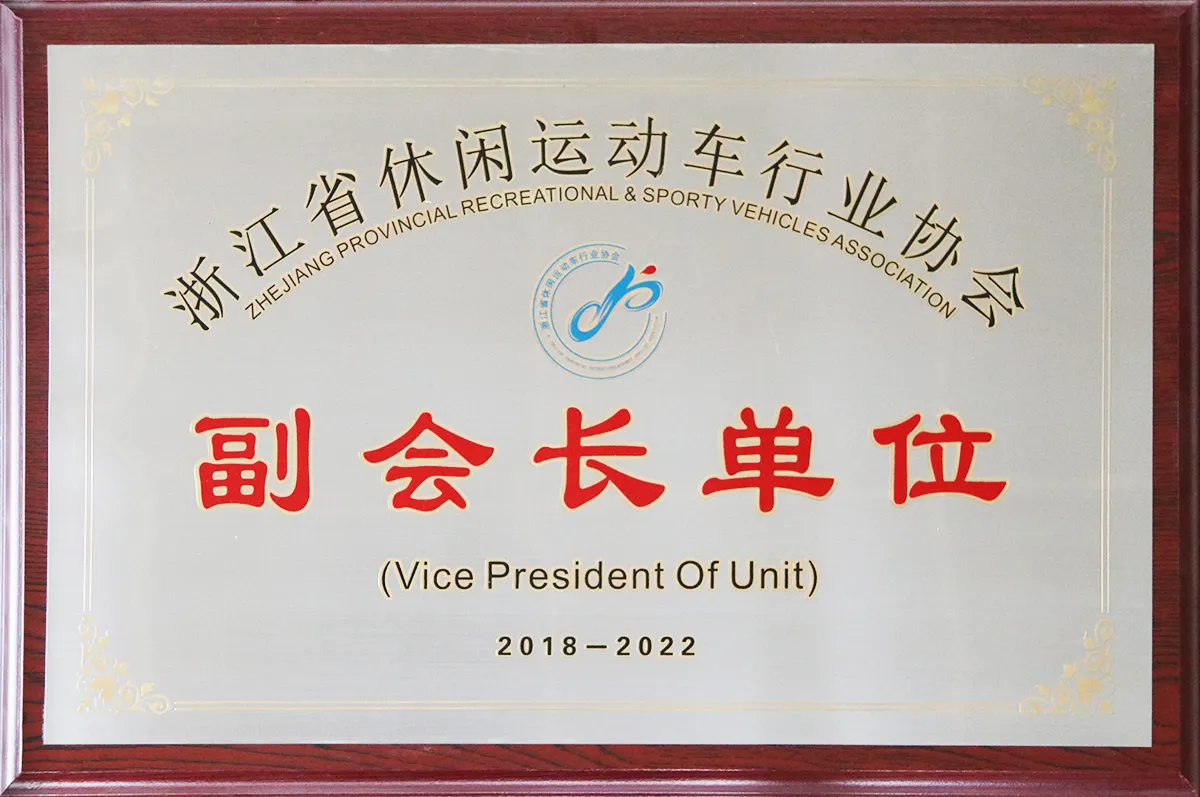 浙江省休闲运动车行业协会
ZHEJIANG PROVINCIAL RECREATIONAL & SPORTY VEHICLES ASSOCIATION
浙江省休闲运动车行业协会
副会长单位
(Vice President Of Unit)
2018－2022